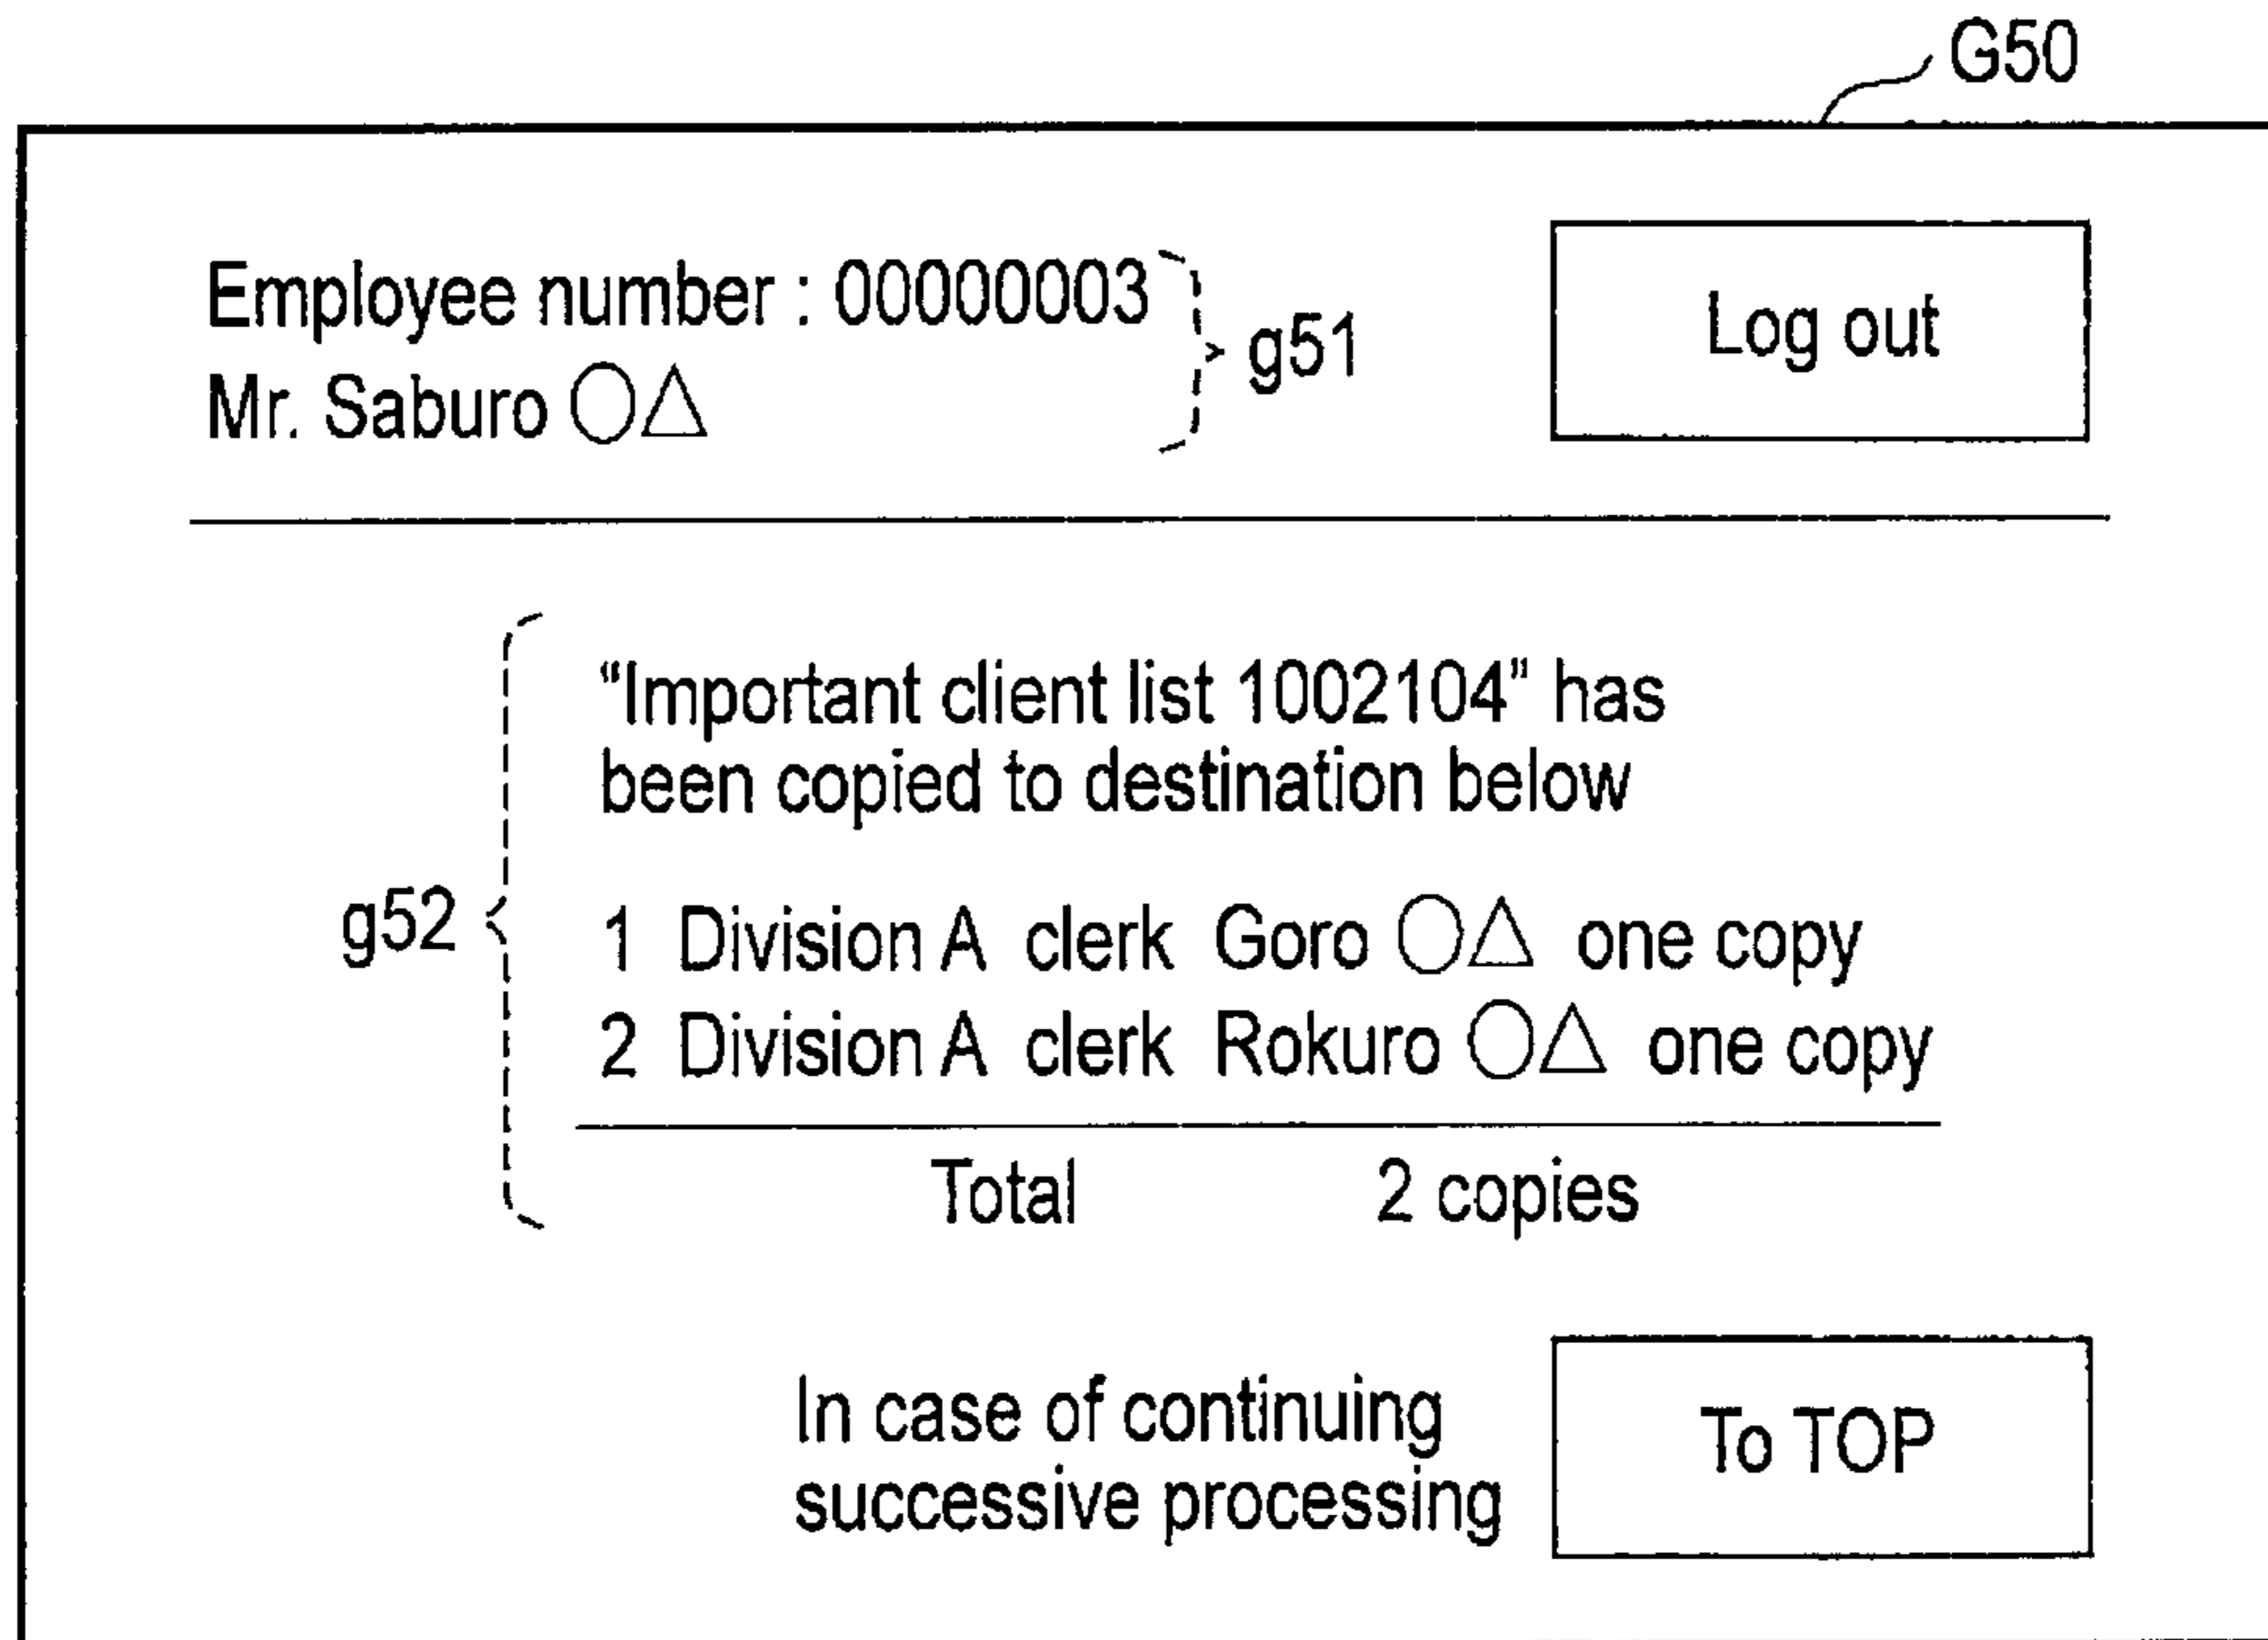 G50
Employee number : 00000003
Mr. Saburo ○△
g51
Log out
“Important client list 1002104” has
been copied to destination below
g52
1 Division A clerk Goro ○△ one copy
2 Division A clerk Rokuro ○△ one copy
Total 2 copies
In case of continuing
successive processing
To TOP